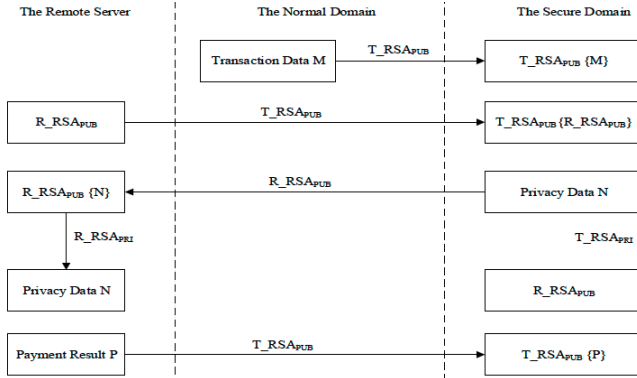 The Remote Server
The Normal Domain
The Secure Domain
Transaction Data M
T_RSAPUB
T_RSAPUB {M}
R_RSAPUB
T_RSAPUB
T_RSAPUB{R_RSAPUB}
R_RSAPUB {N}
R_RSAPUB
Privacy Data N
R_RSAPRI
T_RSAPRI
Privacy Data N
R_RSAPUB
Payment Result P
T_RSAPUB
T_RSAPUB {P}